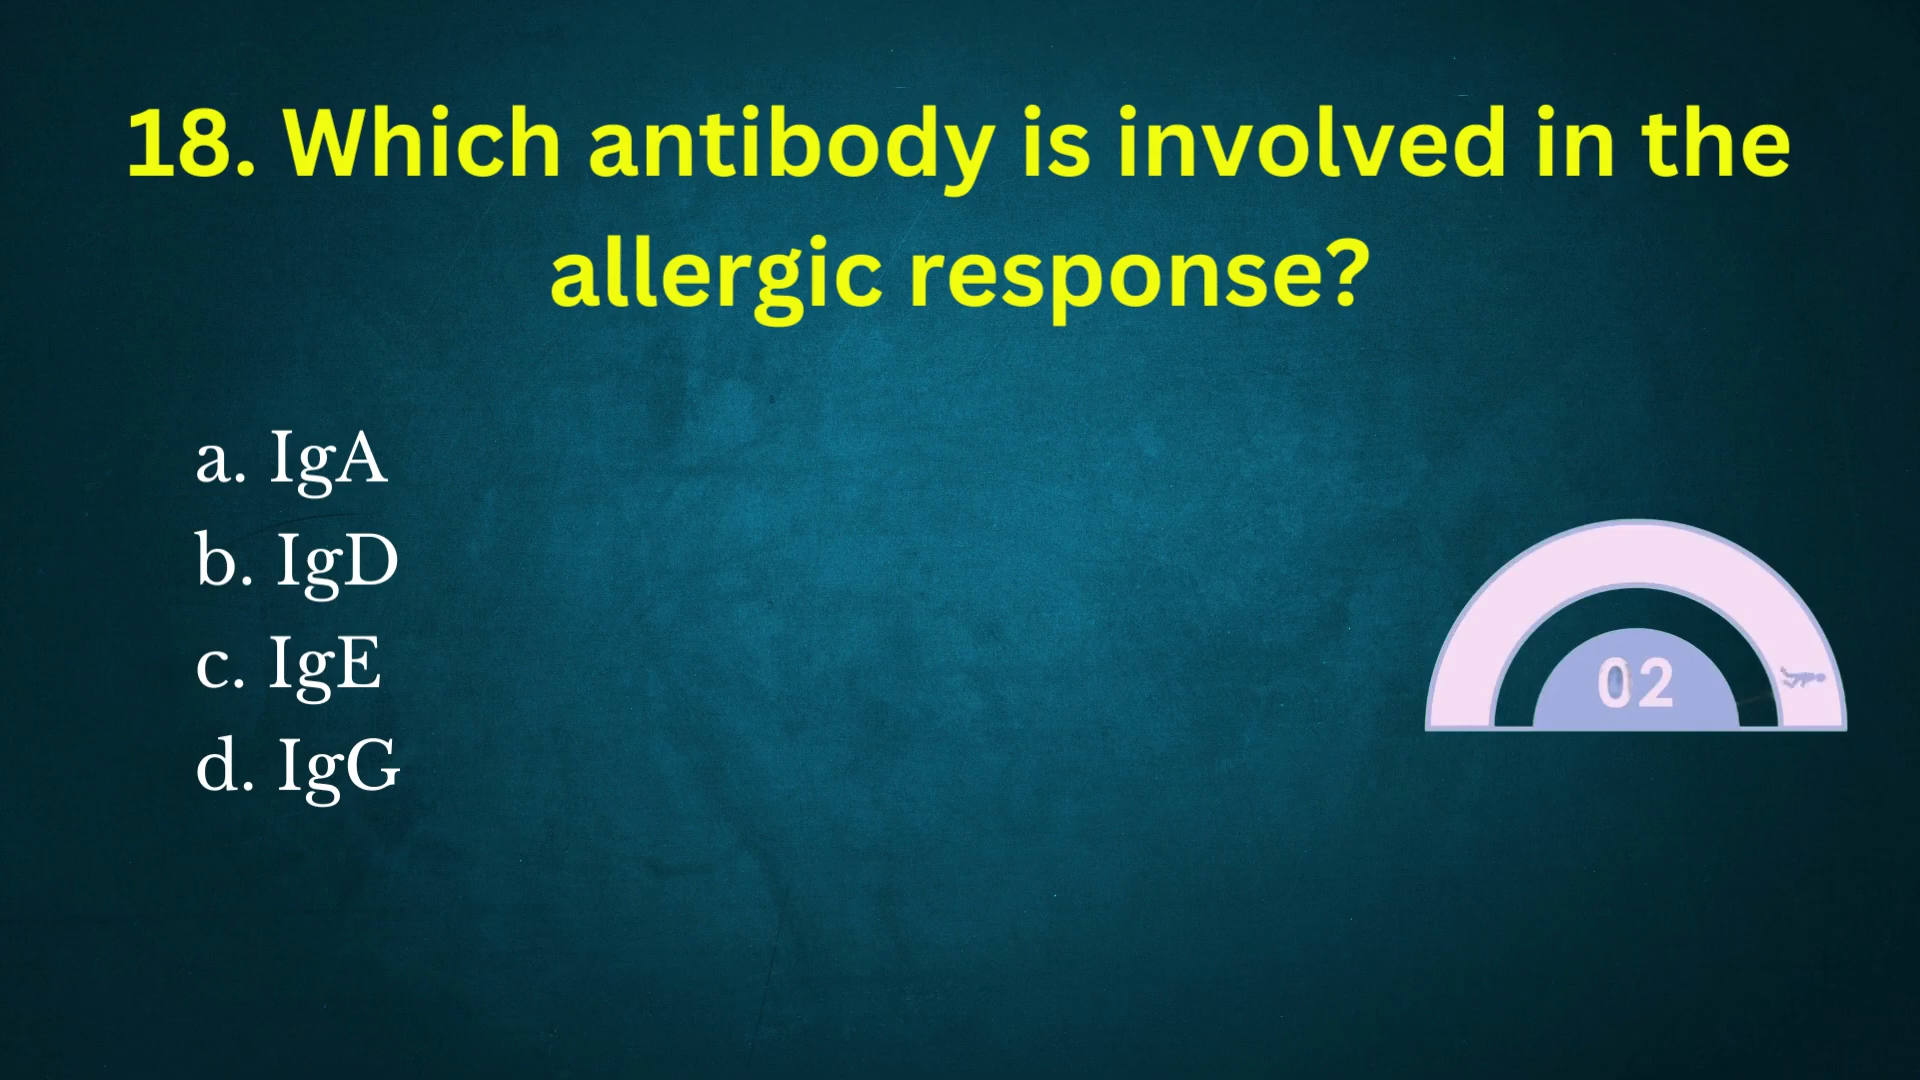 18. Which antibody is involved in the
allergic response?
a. IgA
b. IgD
c. IgE
d. IgG
02